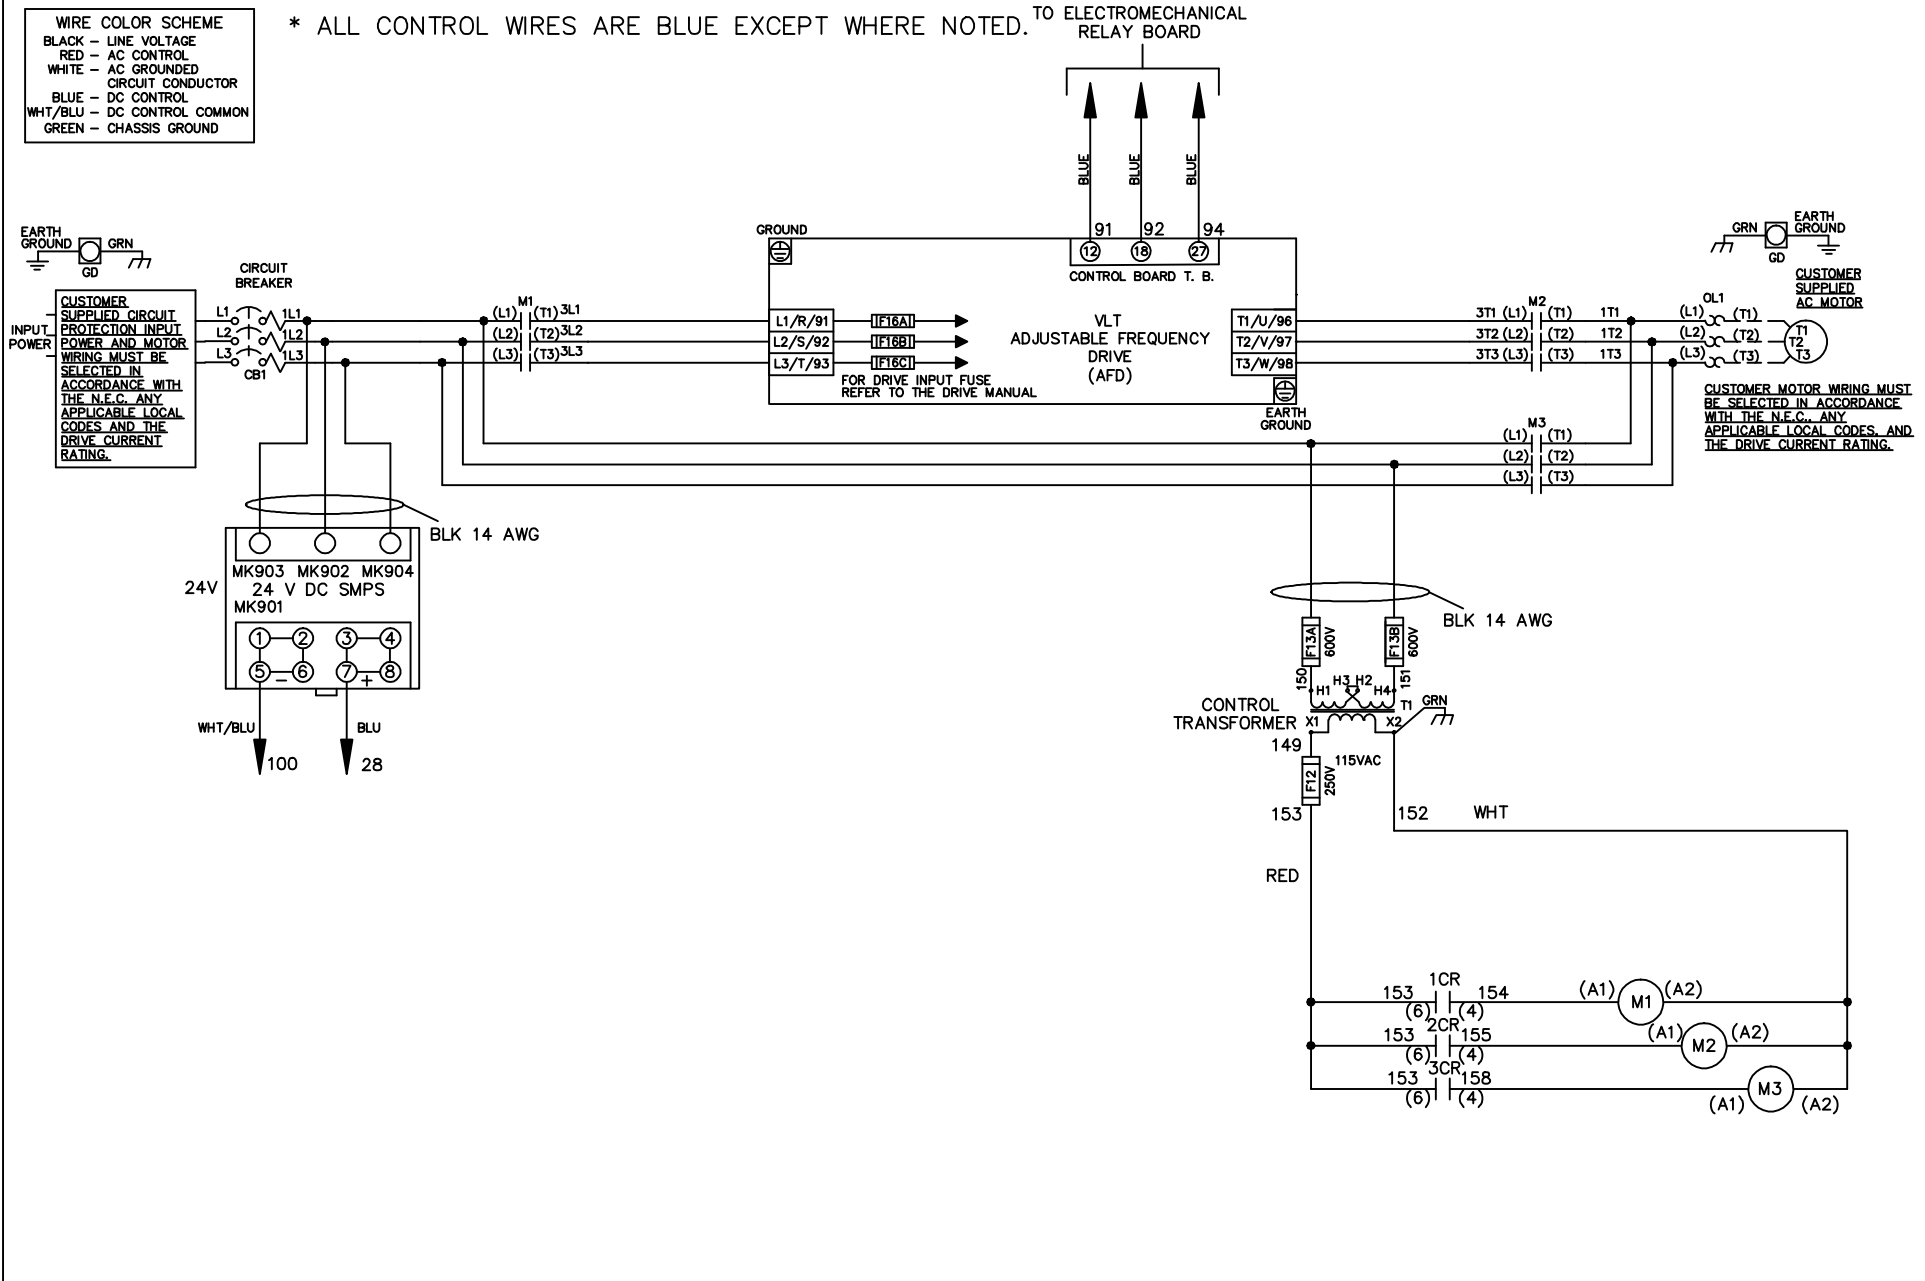 WIRE COLOR SCHEME
BLACK – LINE VOLTAGE
RED – AC CONTROL
WHITE – AC GROUNDED
CIRCUIT CONDUCTOR
BLUE – DC CONTROL
WHT/BLU – DC CONTROL COMMON
GREEN – CHASSIS GROUND
* ALL CONTROL WIRES ARE BLUE EXCEPT WHERE NOTED.
TO ELECTROMECHANICAL
RELAY BOARD
BLUE
BLUE
BLUE
91
92
94
12
18
27
CONTROL BOARD T. B.
EARTH
GROUND
GRN
GD
INPUT
POWER
CUSTOMER
SUPPLIED CIRCUIT
PROTECTION INPUT
POWER AND MOTOR
WIRING MUST BE
SELECTED IN
ACCORDANCE WITH
THE N.E.C. ANY
APPLICABLE LOCAL
CODES AND THE
DRIVE CURRENT
RATING.
CIRCUIT
BREAKER
L1
L2
L3
1L1
1L2
1L3
CB1
M1
(L1) (T1) 3L1
(L2) (T2) 3L2
(L3) (T3) 3L3
GROUND
L1/R/91
L2/S/92
L3/T/93
F16A
F16B
F16C
FOR DRIVE INPUT FUSE
REFER TO THE DRIVE MANUAL
VLT
ADJUSTABLE FREQUENCY
DRIVE
(AFD)
T1/U/96
T2/V/97
T3/W/98
EARTH
GROUND
M2
3T1 (L1) (T1) 1T1
3T2 (L2) (T2) 1T2
3T3 (L3) (T3) 1T3
OL1
(L1) (T1)
(L2) (T2)
(L3) (T3)
T1
T2
T3
GRN
GD
EARTH
GROUND
CUSTOMER
SUPPLIED
AC MOTOR
CUSTOMER MOTOR WIRING MUST
BE SELECTED IN ACCORDANCE
WITH THE N.E.C., ANY
APPLICABLE LOCAL CODES, AND
THE DRIVE CURRENT RATING.
M3
(L1) (T1)
(L2) (T2)
(L3) (T3)
BLK 14 AWG
MK903 MK902 MK904
24V
24 V DC SMPS
MK901
1 2 3 4
5 6 7 8
– +
WHT/BLU
BLU
100
28
BLK 14 AWG
F13A
600V
F13B
600V
150
151
H1 H3 H2 H4
CONTROL
TRANSFORMER
T1
GRN
X1
X2
149
115VAC
F12
250V
153
152
WHT
RED
1CR
153
154
(6) (4)
(A1) M1 (A2)
2CR
153
155
(6) (4)
(A1) M2 (A2)
3CR
153
158
(6) (4)
(A1) M3 (A2)